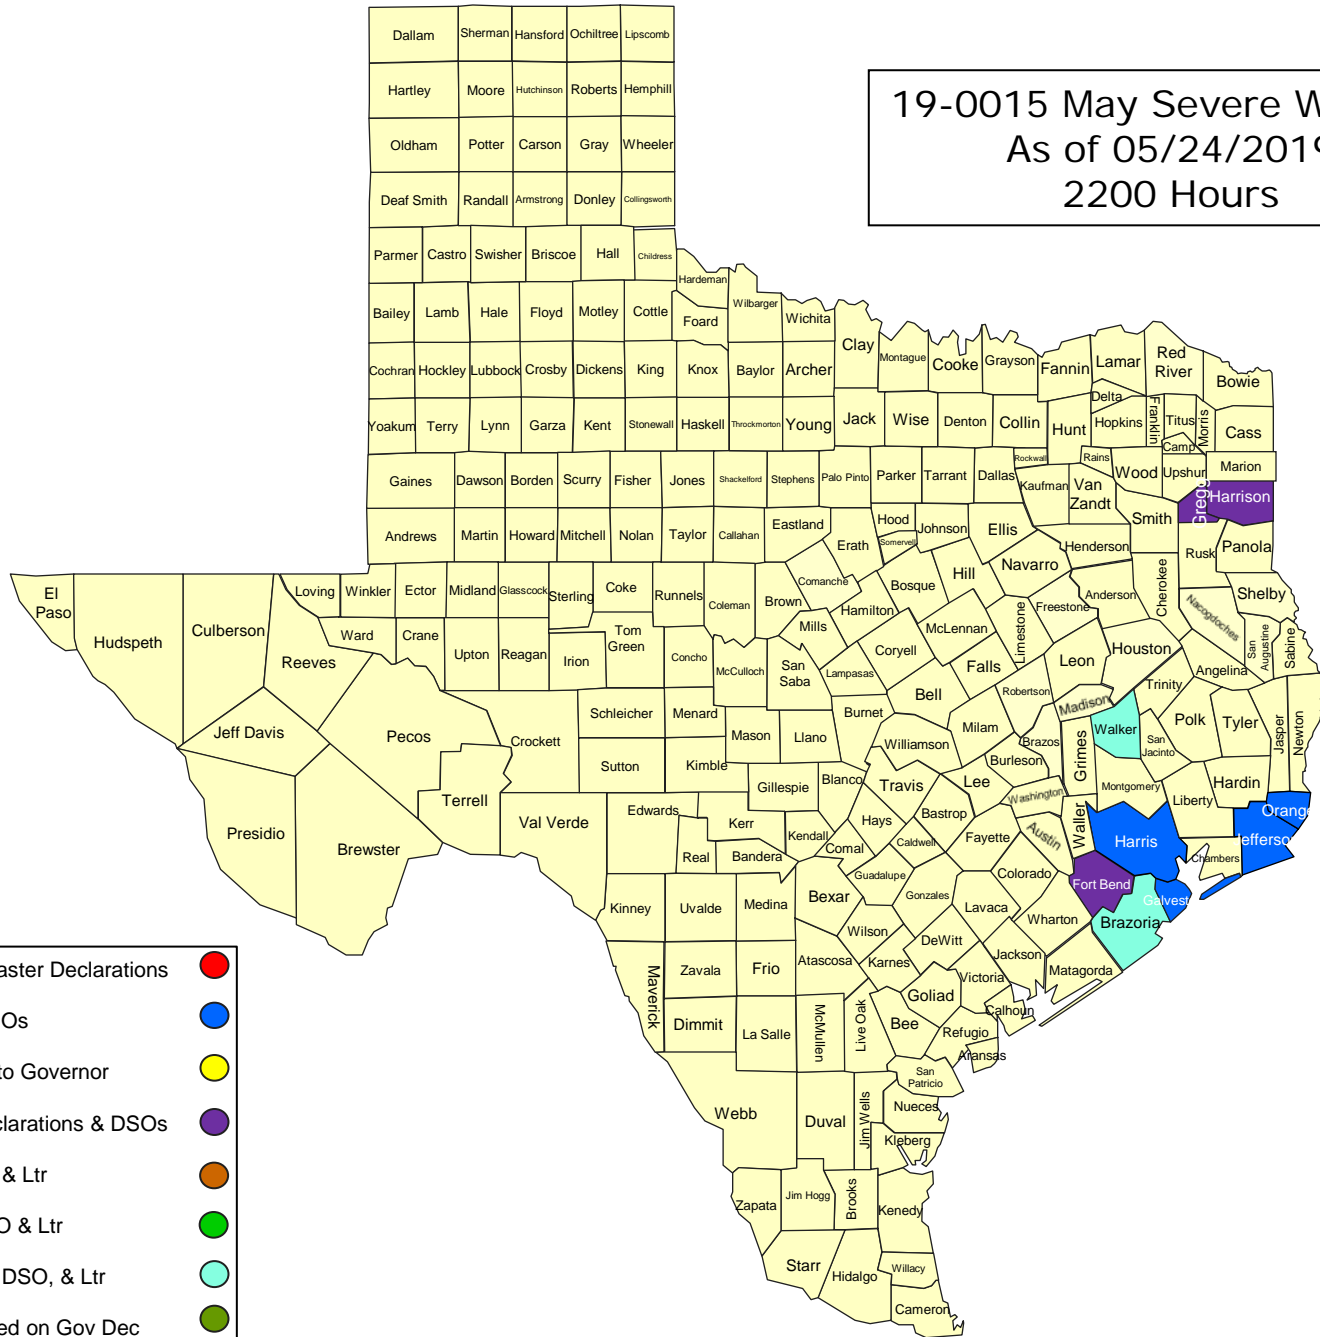 Dallam Sherman Hansford Ochiltree Lipscomb
Hartley Moore Hutchinson Roberts Hemphill
19-0015 May Severe W
As of 05/24/2019
2200 Hours
Oldham Potter Carson Gray Wheeler
Deaf Smith Randall Armstrong Donley Collingsworth
Parmer Castro Swisher Briscoe Hall Childress
Hardeman
Wilbarger
Bailey Lamb Hale Floyd Motley Cottle Foard Wichita
Clay Montague Cooke Grayson Fannin Lamar
Red
River
Bowie
Cochran Hockley Lubbock Crosby Dickens King Knox Baylor Archer
Delta
Yoakum Terry Lynn Garza Kent Stonewall Haskell Throckmorton Young Jack Wise Denton Collin Hunt Hopkins Franklin Titus Morris Cass
Camp
Rockwall Rains Wood Upshur Marion
Gaines Dawson Borden Scurry Fisher Jones Shackelford Stephens Palo Pinto Parker Tarrant Dallas Kaufman
Van
Zandt
Gregg Harrison
Smith
Andrews Martin Howard Mitchell Nolan Taylor Callahan Eastland Erath Hood Somervell Johnson Ellis Henderson Rusk Panola
El
Paso
Hudspeth Culberson Loving Winkler Ector Midland Glasscock Sterling Coke Runnels Coleman Brown Comanche Hamilton Bosque Hill Navarro Freestone Anderson Cherokee Nacogdoches Shelby
Reeves Ward Crane Upton Reagan Irion
Tom
Green
Concho McCulloch
San
Saba
Mills Lampasas Coryell McLennan Limestone Falls Leon Houston Angelina
San
Augustine
Sabine
Jeff Davis Pecos Crockett Schleicher Menard Mason Llano Burnet Bell Milam Robertson Madison Walker Trinity
San
Jacinto
Polk Tyler Jasper Newton
Sutton Kimble Gillespie Blanco Williamson Travis Lee Burleson Brazos Grimes Washington Montgomery Liberty Hardin Orange
Presidio Brewster Terrell Val Verde Edwards Kerr Real Bandera Kendall Comal Hays Bastrop Caldwell Fayette Austin Waller Harris Chambers Jefferson
Kinney Uvalde Medina Bexar Guadalupe Gonzales Lavaca Colorado Fort Bend Brazoria Galvest
Wilson DeWitt Wharton
Maverick Zavala Frio Atascosa Karnes Jackson Matagorda
Victoria Goliad Calhoun
Dimmit La Salle McMullen Live Oak Bee Refugio Aransas
San
Patricio
Webb Duval Jim Wells Nueces
Kleberg
Zapata Jim Hogg Brooks Kenedy
Starr Hidalgo Willacy
Cameron
aster Declarations
Os
to Governor
clarations & DSOs
& Ltr
O & Ltr
DSO, & Ltr
ed on Gov Dec